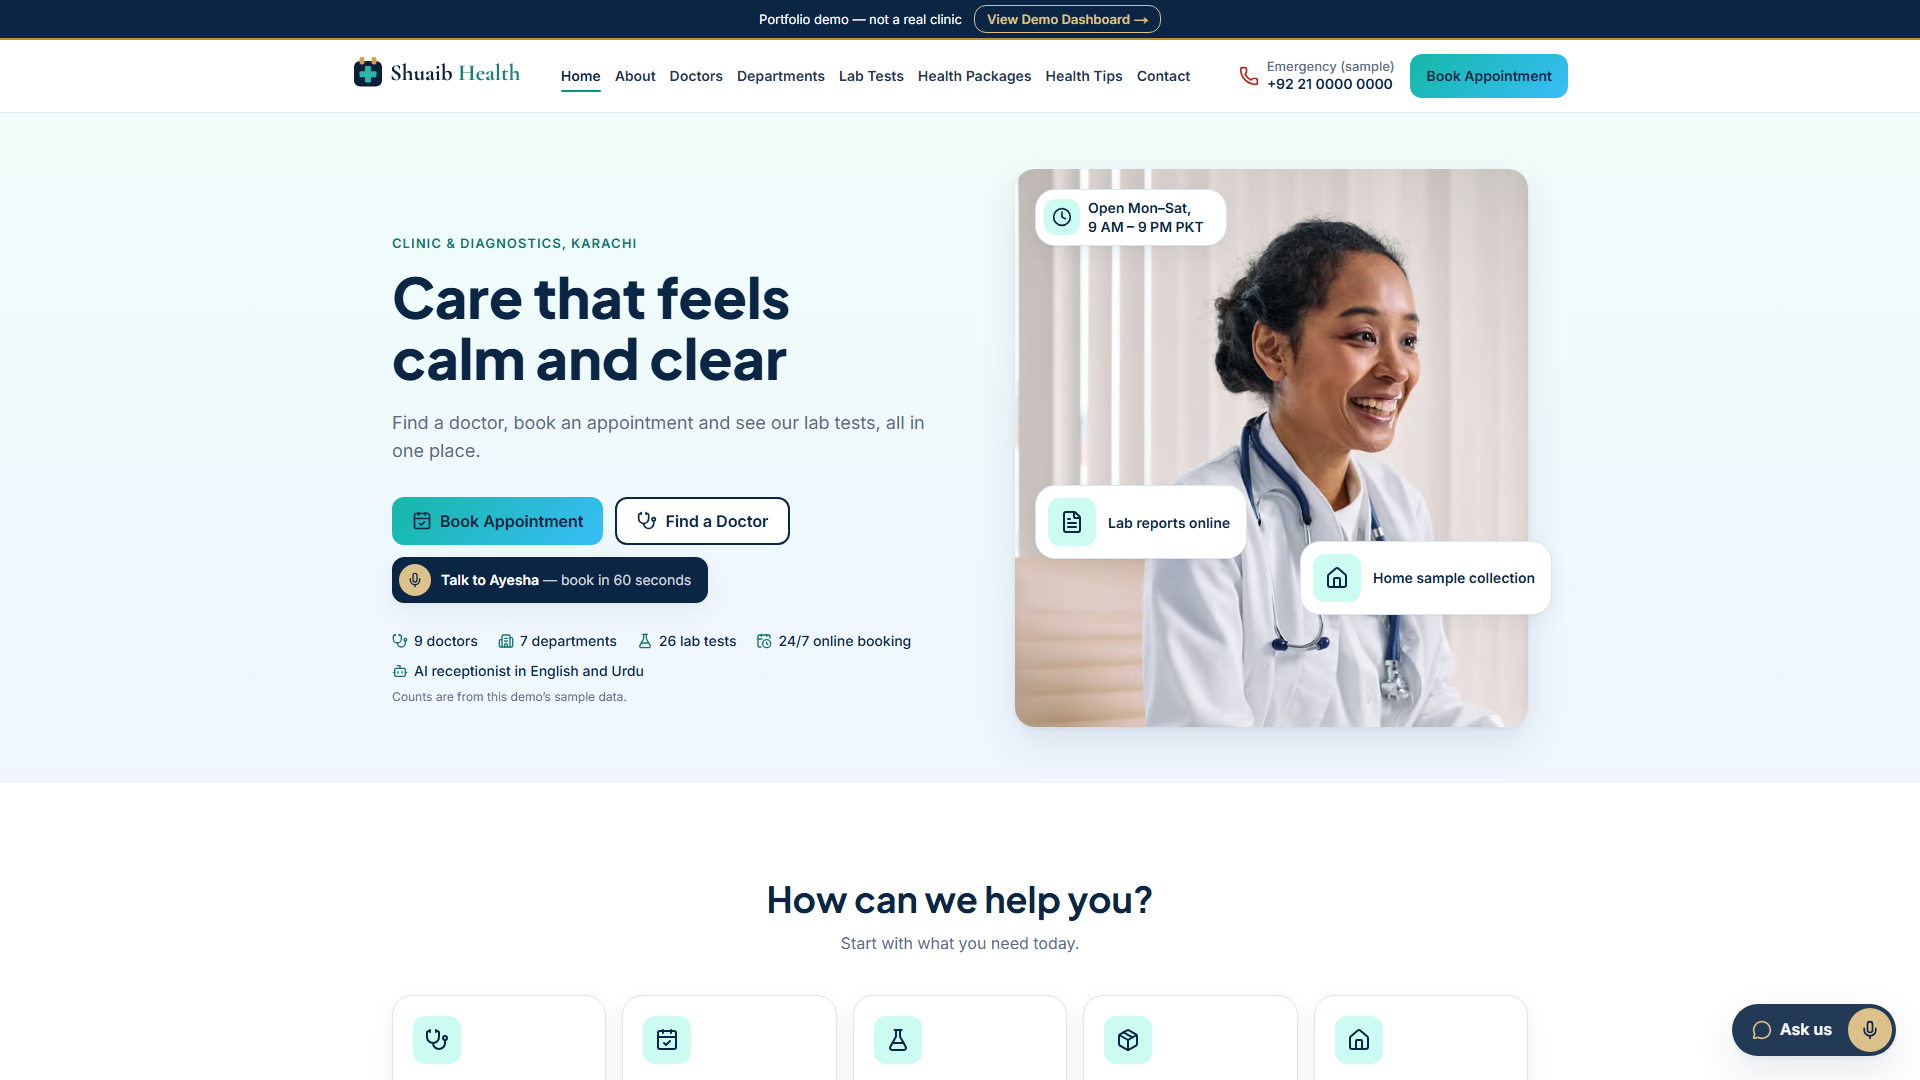 Portfolio demo — not a real clinic
View Demo Dashboard →
Shuaib Health
Home
About
Doctors
Departments
Lab Tests
Health Packages
Health Tips
Contact
Emergency (sample)
+92 21 0000 0000
Book Appointment
CLINIC & DIAGNOSTICS, KARACHI
Care that feels
calm and clear
Find a doctor, book an appointment and see our lab tests, all in
one place.
Book Appointment
Find a Doctor
Talk to Ayesha — book in 60 seconds
9 doctors
7 departments
26 lab tests
24/7 online booking
AI receptionist in English and Urdu
Counts are from this demo’s sample data.
Open Mon–Sat,
9 AM – 9 PM PKT
Lab reports online
Home sample collection
How can we help you?
Start with what you need today.
Ask us